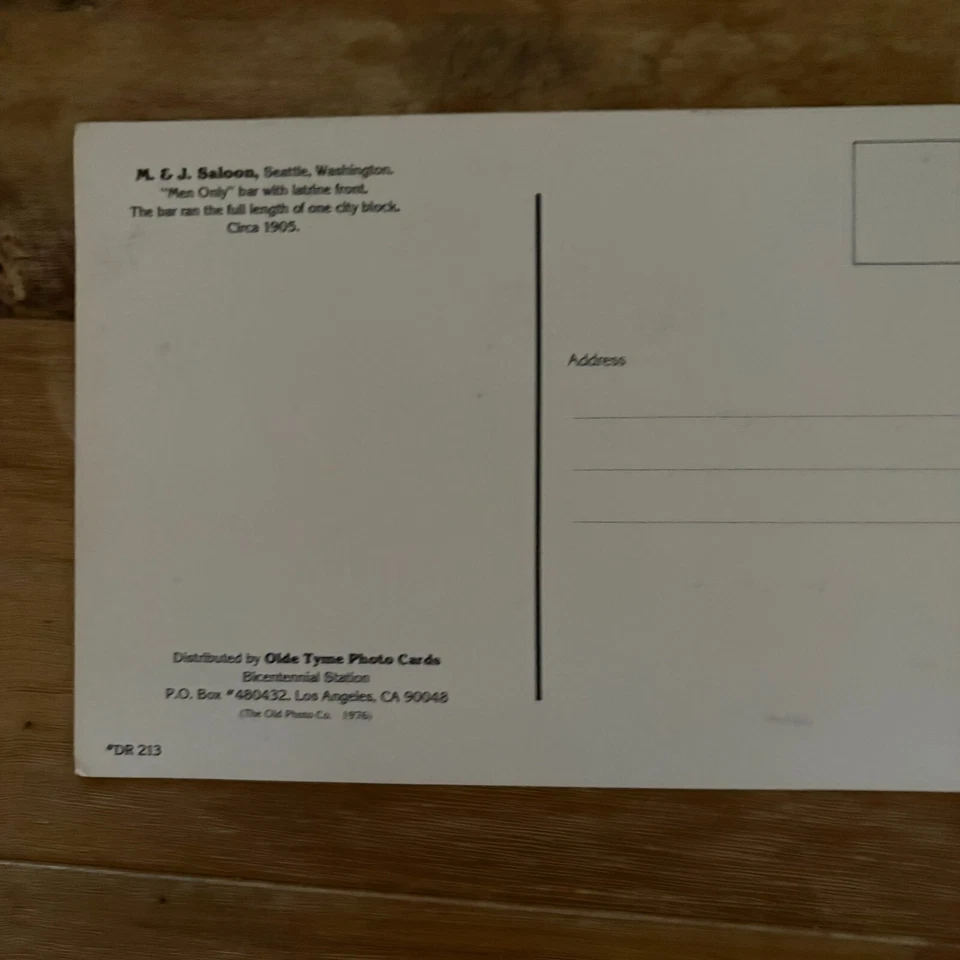 M. & J. Saloon, Seattle, Washington.
"Men Only" bar with latrine front.
The bar ran the full length of one city block.
Circa 1905.
Address
Distributed by Olde Tyme Photo Cards
Bicentennial Station
P.O. Box #480432, Los Angeles, CA 90048
(The Old Photo Co. 1976)
#DR 213